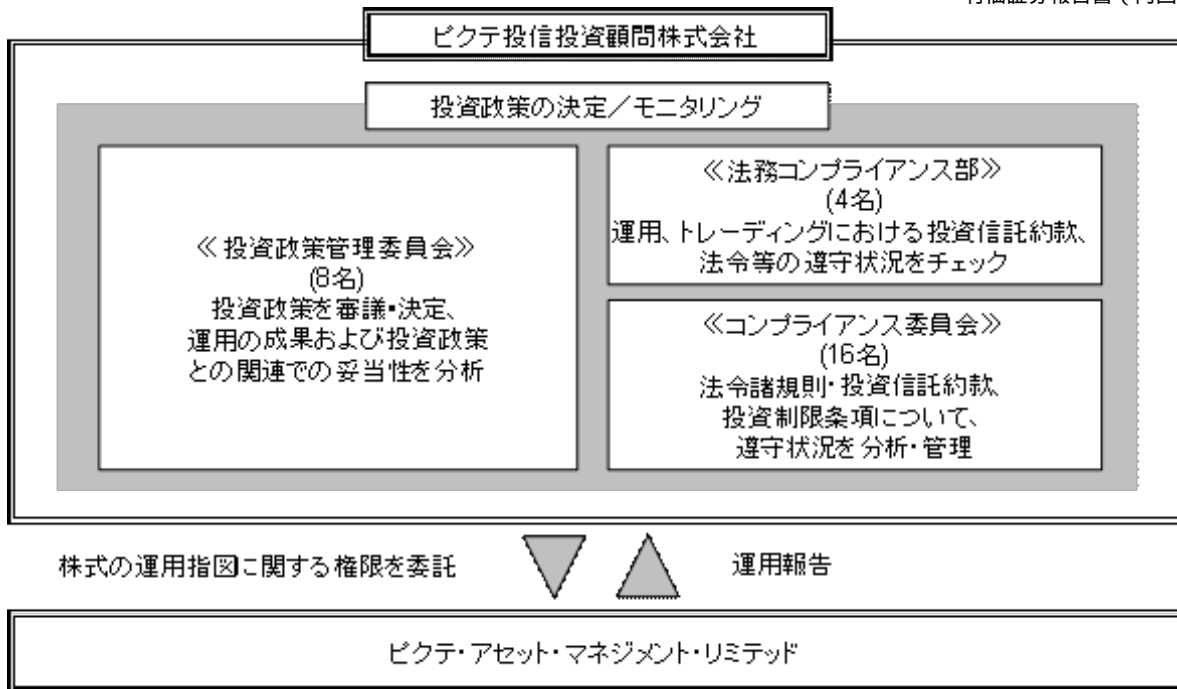 ピクテ投信投資顧問株式会社
投資政策の決定／モニタリング
≪投資政策管理委員会≫
(8名)
投資政策を審議・決定、
運用の成果および投資政策
との関連での妥当性を分析
≪法務コンプライアンス部≫
(4名)
運用、トレーディングにおける投資信託約款、
法令等の遵守状況をチェック
≪コンプライアンス委員会≫
(16名)
法令諸規則・投資信託約款、
投資制限条項について、
遵守状況を分析・管理
株式の運用指図に関する権限を委託
運用報告
ピクテ・アセット・マネジメント・リミテッド